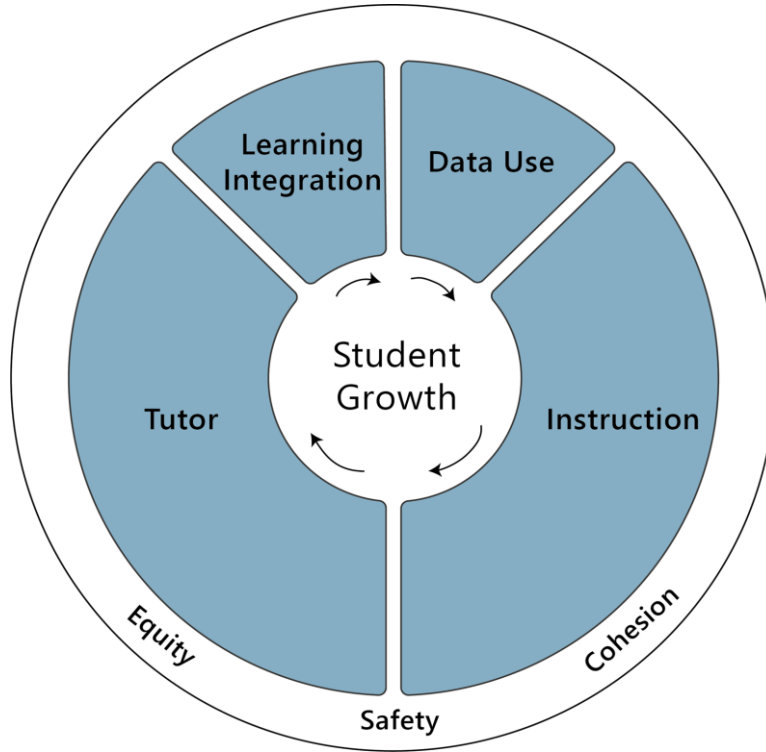 Learning
Integration
Data Use
Student
Growth
Tutor
Instruction
Equity
Safety
Cohesion